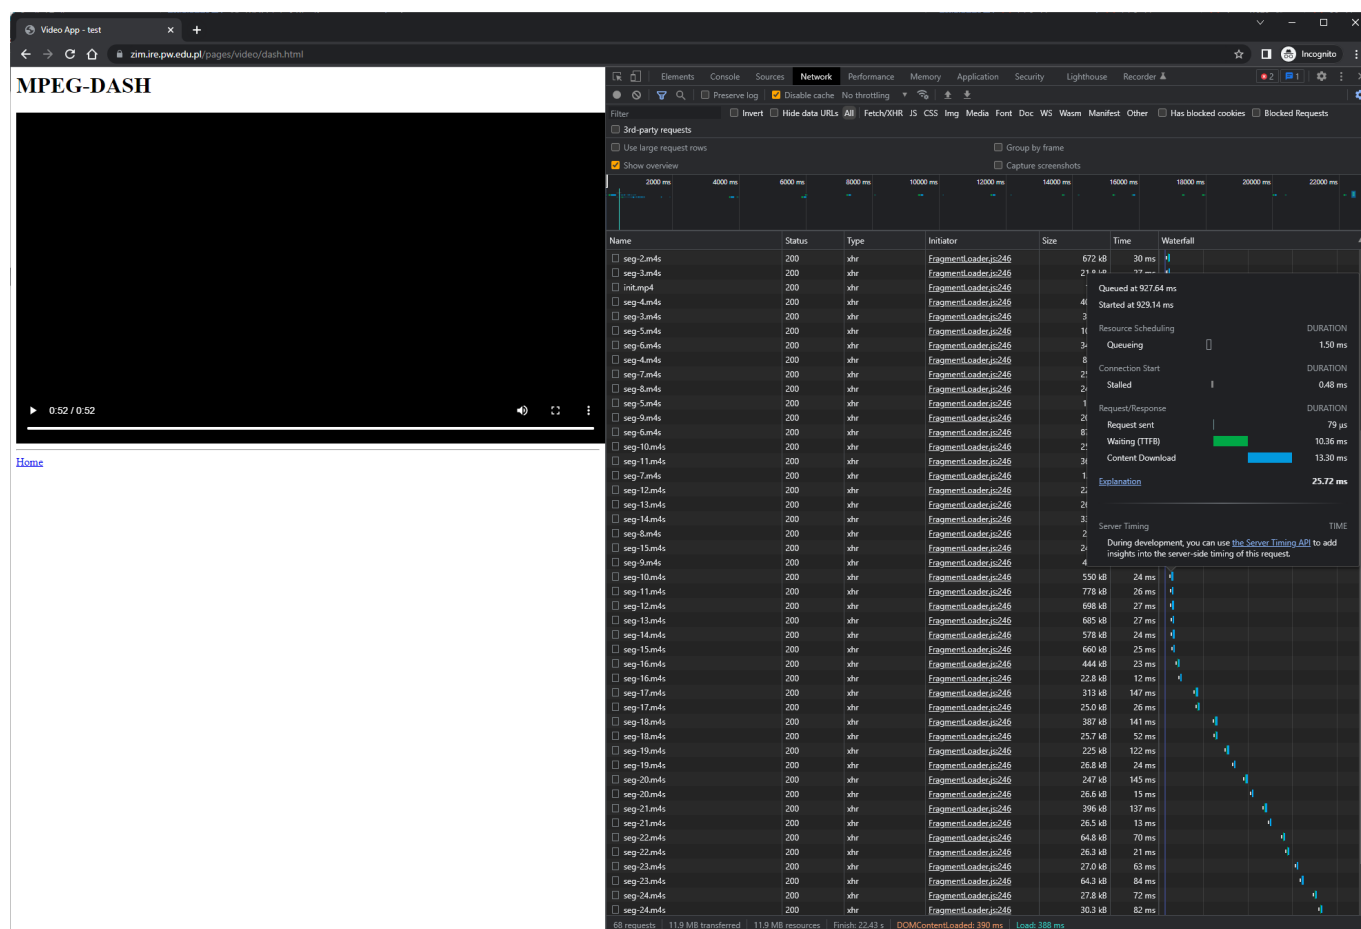 Video App - test
zim.ire.pw.edu.pl/pages/video/dash.html
Incognito
MPEG-DASH
0:52 / 0:52
Home
Elements Console Sources Network Performance Memory Application Security Lighthouse Recorder
2 1
Preserve log Disable cache No throttling
Filter Invert Hide data URLs All Fetch/XHR JS CSS Img Media Font Doc WS Wasm Manifest Other Has blocked cookies Blocked Requests
3rd-party requests
Use large request rows Group by frame
Show overview Capture screenshots
2000 ms 4000 ms 6000 ms 8000 ms 10000 ms 12000 ms 14000 ms 16000 ms 18000 ms 20000 ms 22000 ms
Name Status Type Initiator Size Time Waterfall
seg-2.m4s 200 xhr FragmentLoader.js:246 672 kB 30 ms
seg-3.m4s 200 xhr FragmentLoader.js:246 21.8 kB 27 ms
init.mp4 200 xhr FragmentLoader.js:246
seg-4.m4s 200 xhr FragmentLoader.js:246
seg-3.m4s 200 xhr FragmentLoader.js:246
seg-5.m4s 200 xhr FragmentLoader.js:246
seg-6.m4s 200 xhr FragmentLoader.js:246
seg-4.m4s 200 xhr FragmentLoader.js:246
seg-7.m4s 200 xhr FragmentLoader.js:246
seg-8.m4s 200 xhr FragmentLoader.js:246
seg-5.m4s 200 xhr FragmentLoader.js:246
seg-9.m4s 200 xhr FragmentLoader.js:246
seg-6.m4s 200 xhr FragmentLoader.js:246
seg-10.m4s 200 xhr FragmentLoader.js:246
seg-11.m4s 200 xhr FragmentLoader.js:246
seg-7.m4s 200 xhr FragmentLoader.js:246
seg-12.m4s 200 xhr FragmentLoader.js:246
seg-13.m4s 200 xhr FragmentLoader.js:246
seg-14.m4s 200 xhr FragmentLoader.js:246
seg-8.m4s 200 xhr FragmentLoader.js:246
seg-15.m4s 200 xhr FragmentLoader.js:246
seg-9.m4s 200 xhr FragmentLoader.js:246
seg-10.m4s 200 xhr FragmentLoader.js:246 550 kB 24 ms
seg-11.m4s 200 xhr FragmentLoader.js:246 778 kB 26 ms
seg-12.m4s 200 xhr FragmentLoader.js:246 698 kB 27 ms
seg-13.m4s 200 xhr FragmentLoader.js:246 685 kB 27 ms
seg-14.m4s 200 xhr FragmentLoader.js:246 578 kB 24 ms
seg-15.m4s 200 xhr FragmentLoader.js:246 660 kB 25 ms
seg-16.m4s 200 xhr FragmentLoader.js:246 444 kB 23 ms
seg-16.m4s 200 xhr FragmentLoader.js:246 22.8 kB 12 ms
seg-17.m4s 200 xhr FragmentLoader.js:246 313 kB 147 ms
seg-17.m4s 200 xhr FragmentLoader.js:246 25.0 kB 26 ms
seg-18.m4s 200 xhr FragmentLoader.js:246 387 kB 141 ms
seg-18.m4s 200 xhr FragmentLoader.js:246 25.7 kB 52 ms
seg-19.m4s 200 xhr FragmentLoader.js:246 225 kB 122 ms
seg-19.m4s 200 xhr FragmentLoader.js:246 26.8 kB 24 ms
seg-20.m4s 200 xhr FragmentLoader.js:246 247 kB 145 ms
seg-20.m4s 200 xhr FragmentLoader.js:246 26.6 kB 15 ms
seg-21.m4s 200 xhr FragmentLoader.js:246 396 kB 137 ms
seg-21.m4s 200 xhr FragmentLoader.js:246 26.5 kB 13 ms
seg-22.m4s 200 xhr FragmentLoader.js:246 64.8 kB 70 ms
seg-22.m4s 200 xhr FragmentLoader.js:246 26.3 kB 21 ms
seg-23.m4s 200 xhr FragmentLoader.js:246 27.0 kB 63 ms
seg-23.m4s 200 xhr FragmentLoader.js:246 64.3 kB 84 ms
seg-24.m4s 200 xhr FragmentLoader.js:246 27.8 kB 72 ms
seg-24.m4s 200 xhr FragmentLoader.js:246 30.3 kB 82 ms
Queued at 927.64 ms
Started at 929.14 ms
Resource Scheduling DURATION
Queueing 1.50 ms
Connection Start DURATION
Stalled 0.48 ms
Request/Response DURATION
Request sent 79 μs
Waiting (TTFB) 10.36 ms
Content Download 13.30 ms
Explanation 25.72 ms
Server Timing TIME
During development, you can use the Server Timing API to add
insights into the server-side timing of this request.
68 requests 11.9 MB transferred 11.9 MB resources Finish: 22.43 s DOMContentLoaded: 390 ms Load: 388 ms